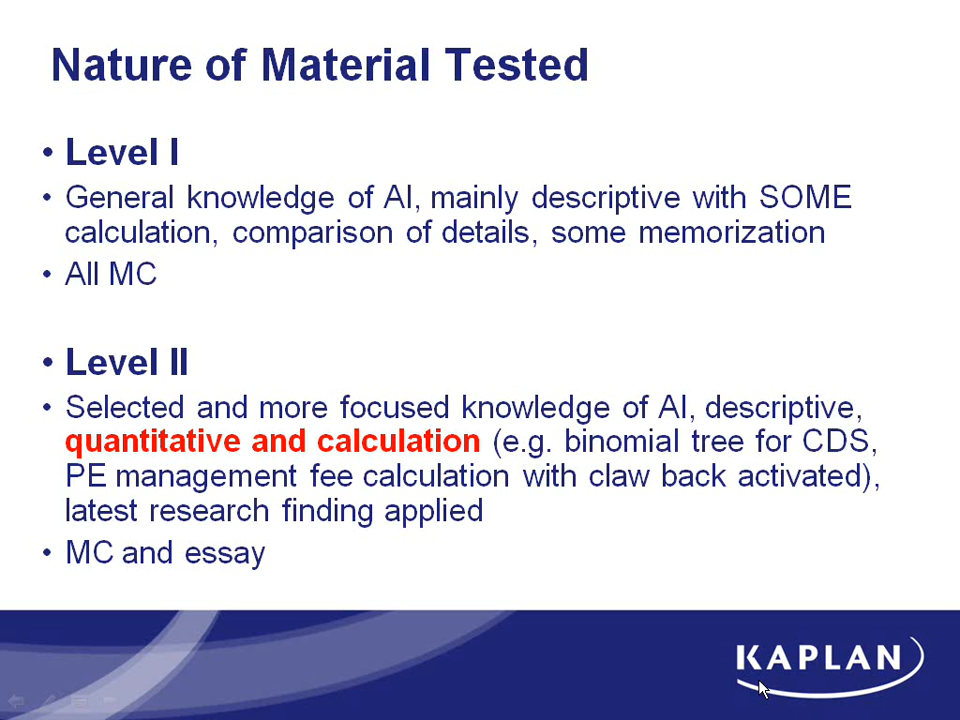 Nature of Material Tested
• Level I
• General knowledge of AI, mainly descriptive with SOME
calculation, comparison of details, some memorization
• All MC
• Level II
• Selected and more focused knowledge of AI, descriptive,
quantitative and calculation (e.g. binomial tree for CDS,
PE management fee calculation with claw back activated),
latest research finding applied
• MC and essay
KAPLAN